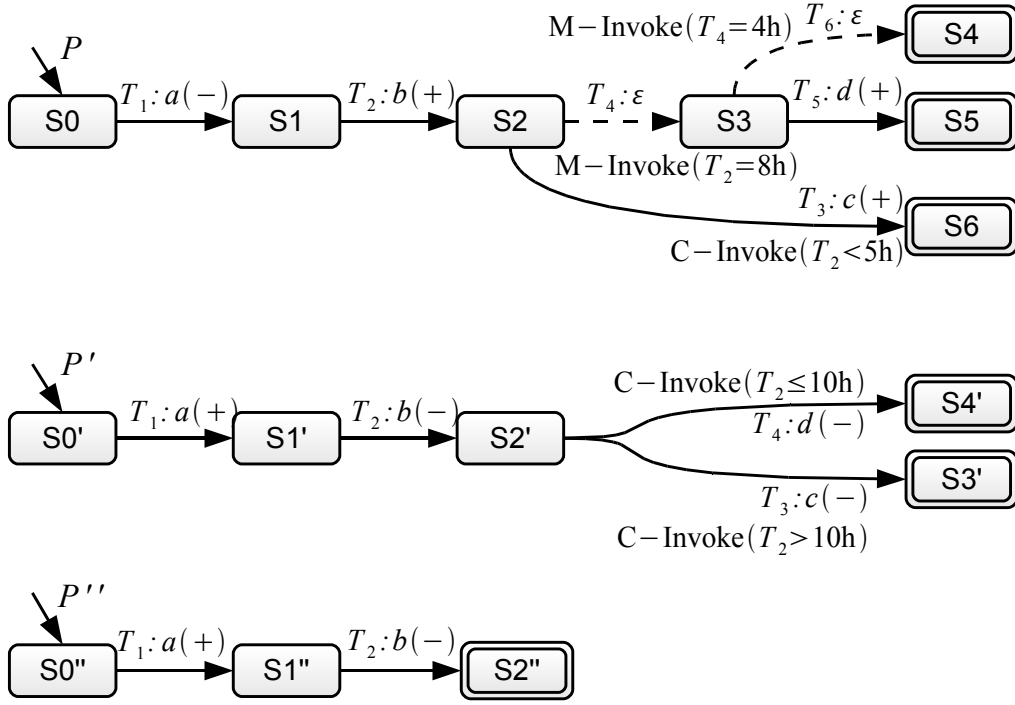 P
M−Invoke(T₄=4h)
T₆:ε
S4
S0
T₁:a(−)
S1
T₂:b(+)
S2
T₄:ε
S3
T₅:d(+)
S5
M−Invoke(T₂=8h)
T₃:c(+)
S6
C−Invoke(T₂<5h)
P'
C−Invoke(T₂≤10h)
S4'
S0'
T₁:a(+)
S1'
T₂:b(−)
S2'
T₄:d(−)
S3'
T₃:c(−)
C−Invoke(T₂>10h)
P''
S0"
T₁:a(+)
S1"
T₂:b(−)
S2"